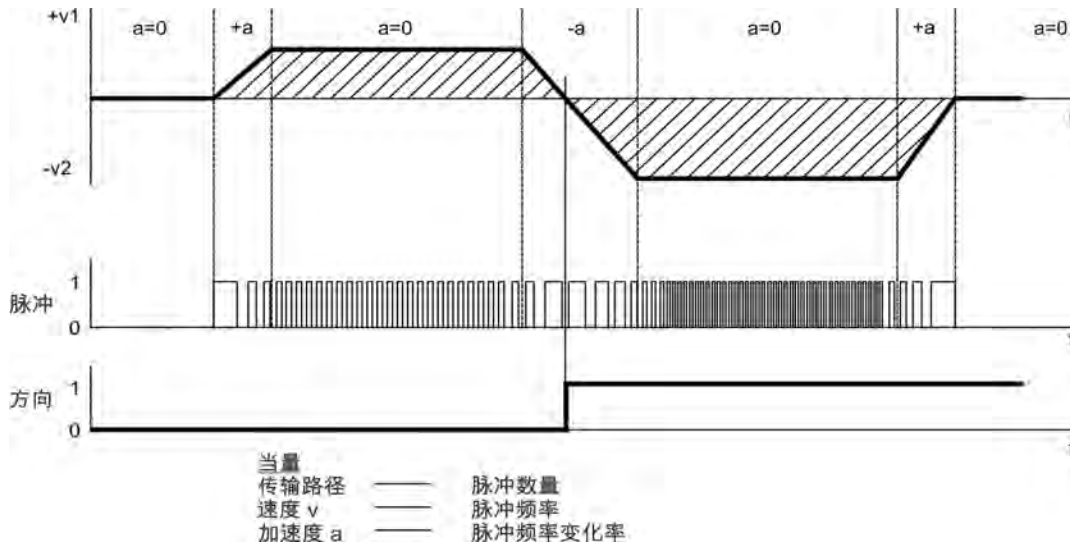 +v1
a=0 +a a=0 -a a=0 +a a=0
-v2
1
脉冲
0
1
方向
0
当量
传输路径 脉冲数量
速度 v 脉冲频率
加速度 a 脉冲频率变化率